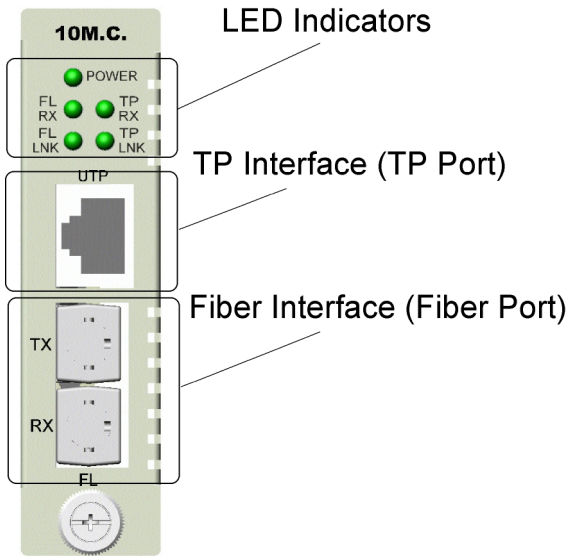 LED Indicators
10M.C.
POWER
FL RX
TP RX
FL LNK
TP LNK
TP Interface (TP Port)
UTP
Fiber Interface (Fiber Port)
TX
RX
FL